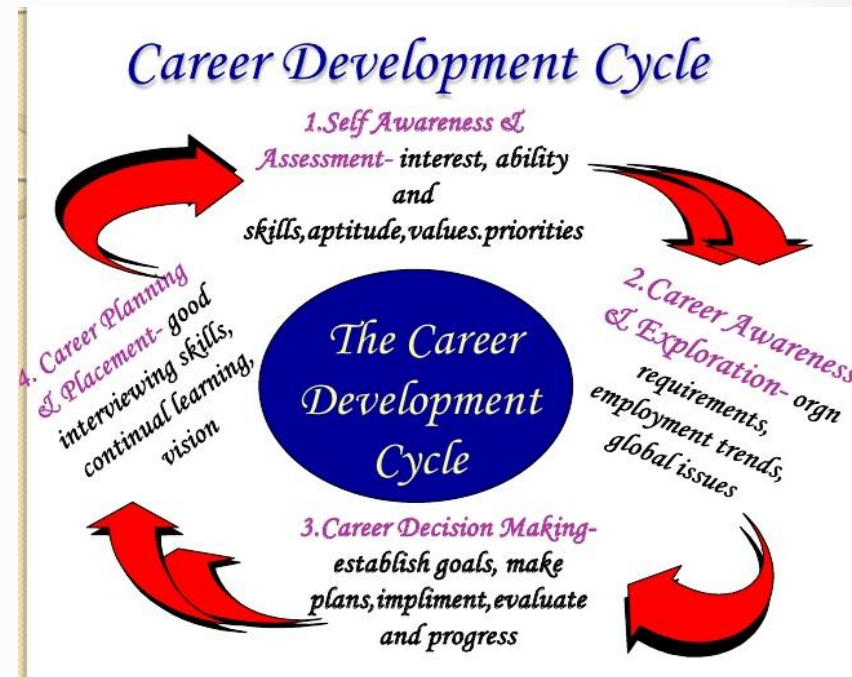 Career Development Cycle
1.Self Awareness &
Assessment- interest, ability
and
skills,aptitude,values.priorities
2.Career Awareness
& Exploration- orgn
requirements,
employment trends,
global issues
3.Career Decision Making-
establish goals, make
plans,impliment,evaluate
and progress
4. Career Planning
& Placement- good
interviewing skills,
continual learning,
vision
The Career
Development
Cycle